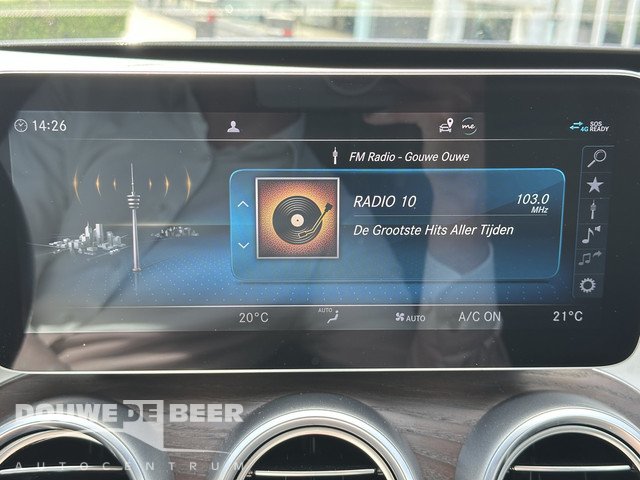 14:26
me
4G
SOS
READY
FM Radio - Gouwe Ouwe
RADIO 10
103.0
MHz
De Grootste Hits Aller Tijden
20°C
AUTO
AUTO
A/C ON
21°C
DOUWE DE BEER
AUTOCENTRUM